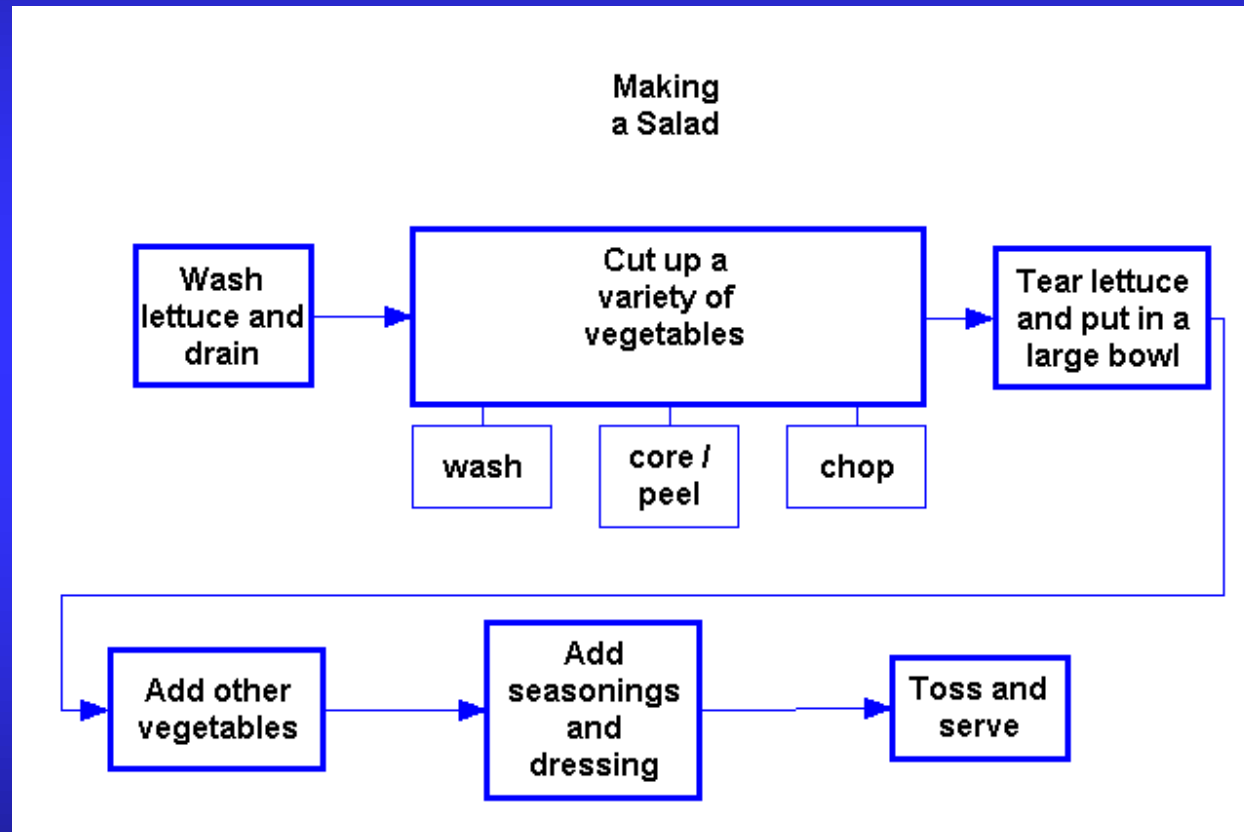 Making
a Salad
Wash
lettuce and
drain
Cut up a
variety of
vegetables
Tear lettuce
and put in a
large bowl
wash
core /
peel
chop
Add other
vegetables
Add
seasonings
and
dressing
Toss and
serve